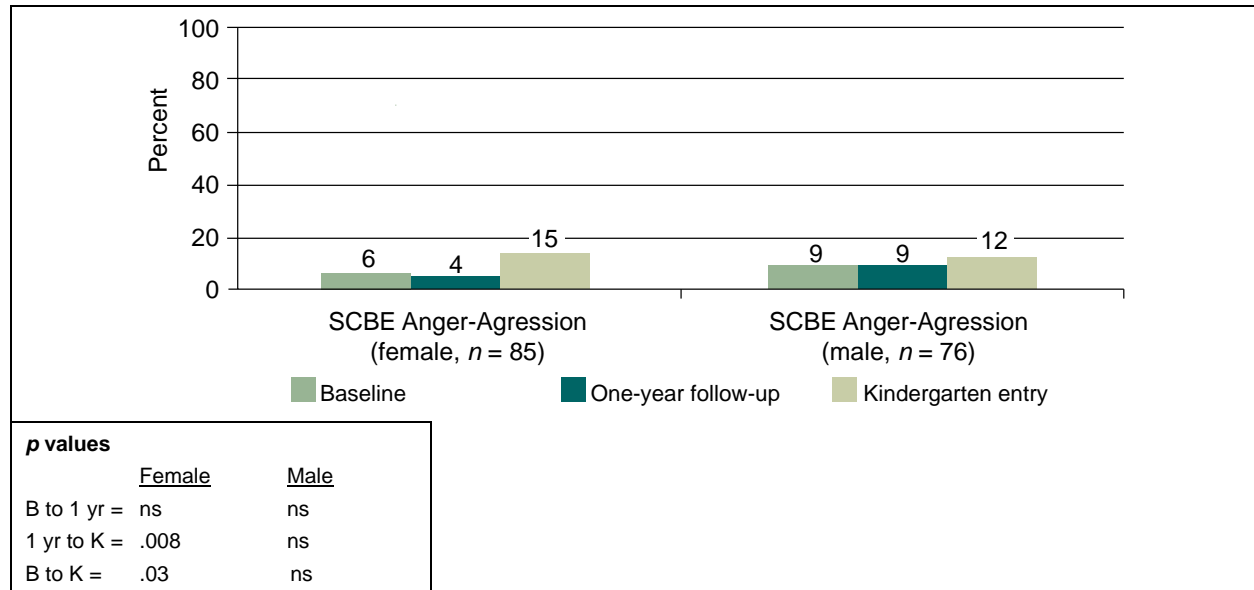 100
80
60
40
20
0
Percent
6
4
15
9
9
12
SCBE Anger-Agression
(female, n = 85)
SCBE Anger-Agression
(male, n = 76)
Baseline
One-year follow-up
Kindergarten entry
p values
Female Male
B to 1 yr = ns ns
1 yr to K = .008 ns
B to K = .03 ns